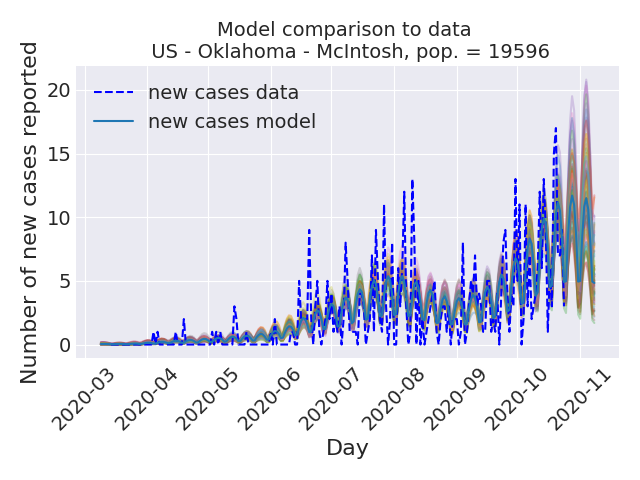 Model comparison to data
US - Oklahoma - McIntosh, pop. = 19596
new cases data
new cases model
Number of new cases reported
20
15
10
5
0
2020-03
2020-04
2020-05
2020-06
2020-07
2020-08
2020-09
2020-10
2020-11
Day